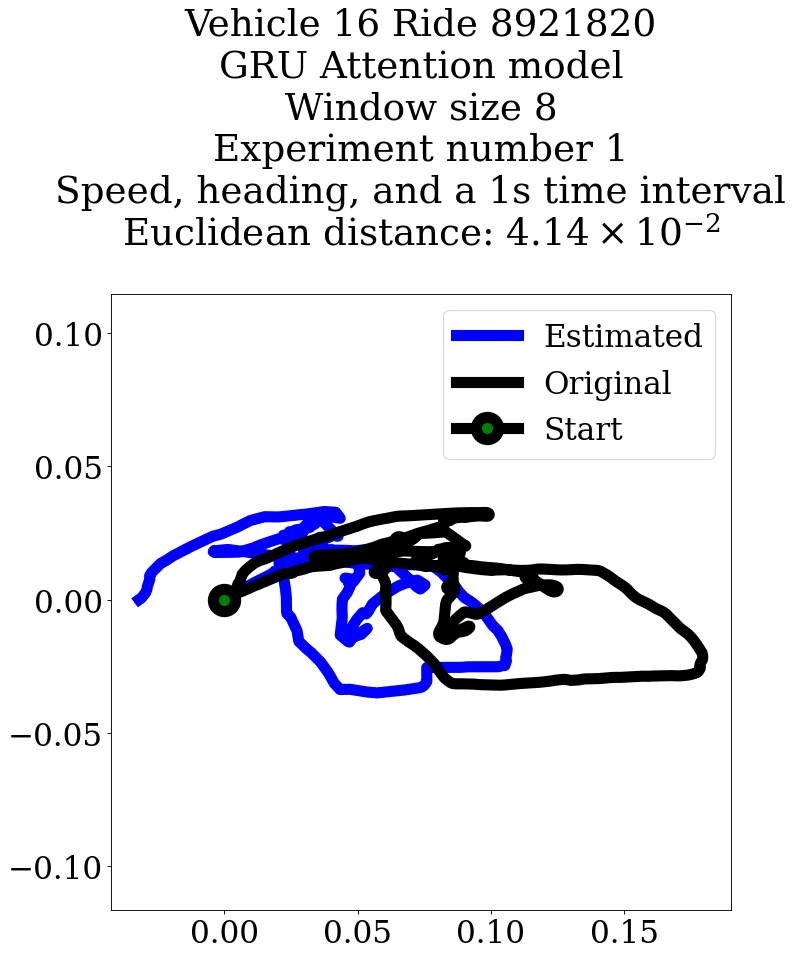 Vehicle 16 Ride 8921820
GRU Attention model
Window size 8
Experiment number 1
Speed, heading, and a 1s time interval
Euclidean distance: 4.14 × 10⁻²
Estimated
Original
Start
0.10
0.05
0.00
−0.05
−0.10
0.00 0.05 0.10 0.15